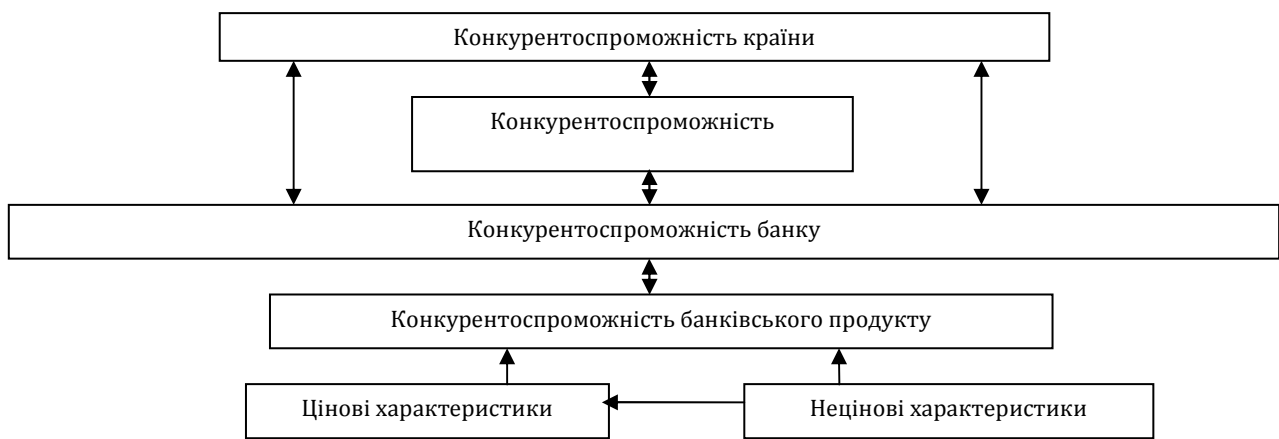 Конкурентоспроможність країни
Конкурентоспроможність
Конкурентоспроможність банку
Конкурентоспроможність банківського продукту
Цінові характеристики
Нецінові характеристики